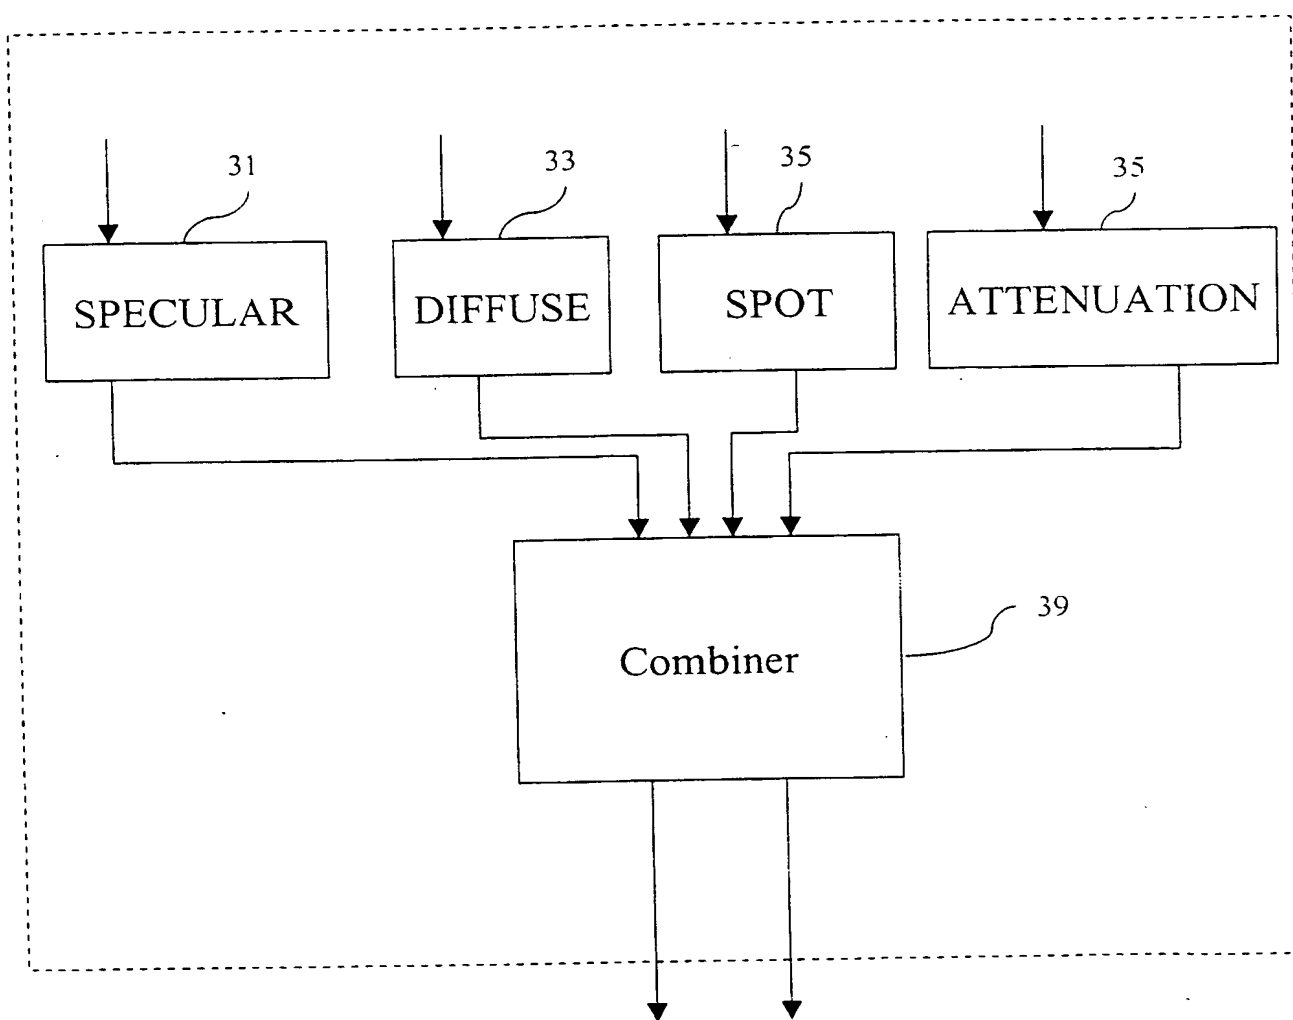 31
33
35
35
SPECULAR
DIFFUSE
SPOT
ATTENUATION
39
Combiner